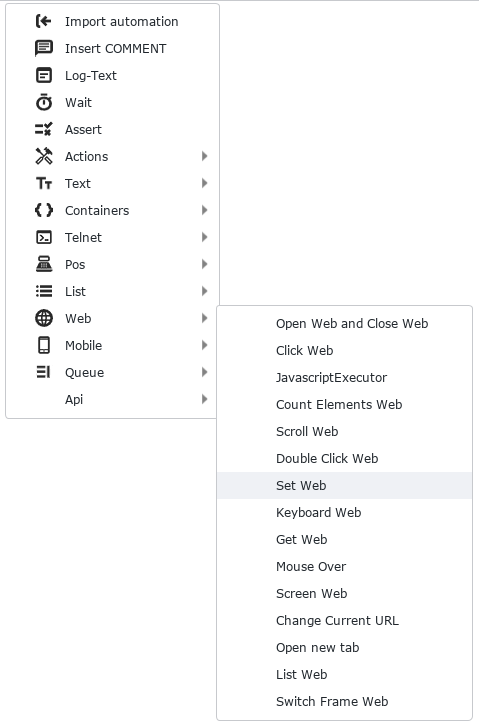 Import automation
Insert COMMENT
Log-Text
Wait
Assert
Actions
Text
Containers
Telnet
Pos
List
Web
Mobile
Queue
Api
Open Web and Close Web
Click Web
JavascriptExecutor
Count Elements Web
Scroll Web
Double Click Web
Set Web
Keyboard Web
Get Web
Mouse Over
Screen Web
Change Current URL
Open new tab
List Web
Switch Frame Web